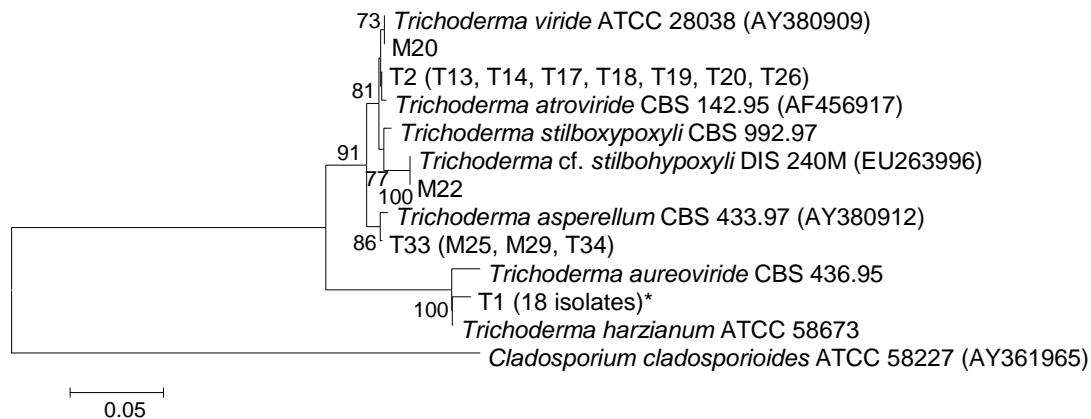 73 Trichoderma viride ATCC 28038 (AY380909)
M20
T2 (T13, T14, T17, T18, T19, T20, T26)
81
Trichoderma atroviride CBS 142.95 (AF456917)
Trichoderma stilboxypoxyli CBS 992.97
91
Trichoderma cf. stilbohypoxyli DIS 240M (EU263996)
77
100 M22
Trichoderma asperellum CBS 433.97 (AY380912)
86 T33 (M25, M29, T34)
Trichoderma aureoviride CBS 436.95
T1 (18 isolates)*
100
Trichoderma harzianum ATCC 58673
Cladosporium cladosporioides ATCC 58227 (AY361965)
0.05